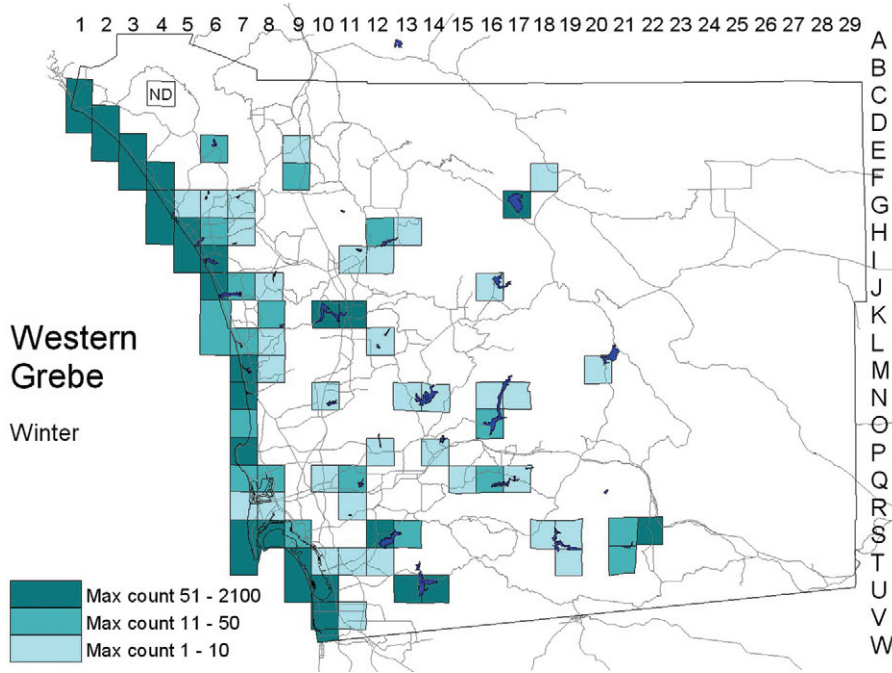 1 2 3 4 5 6 7 8 9 10 11 12 13 14 15 16 17 18 19 20 21 22 23 24 25 26 27 28 29
A
B
C
D
E
F
G
H
I
J
K
L
M
N
O
P
Q
R
S
T
U
V
W
ND
Western
Grebe
Winter
Max count 51 - 2100
Max count 11 - 50
Max count 1 - 10